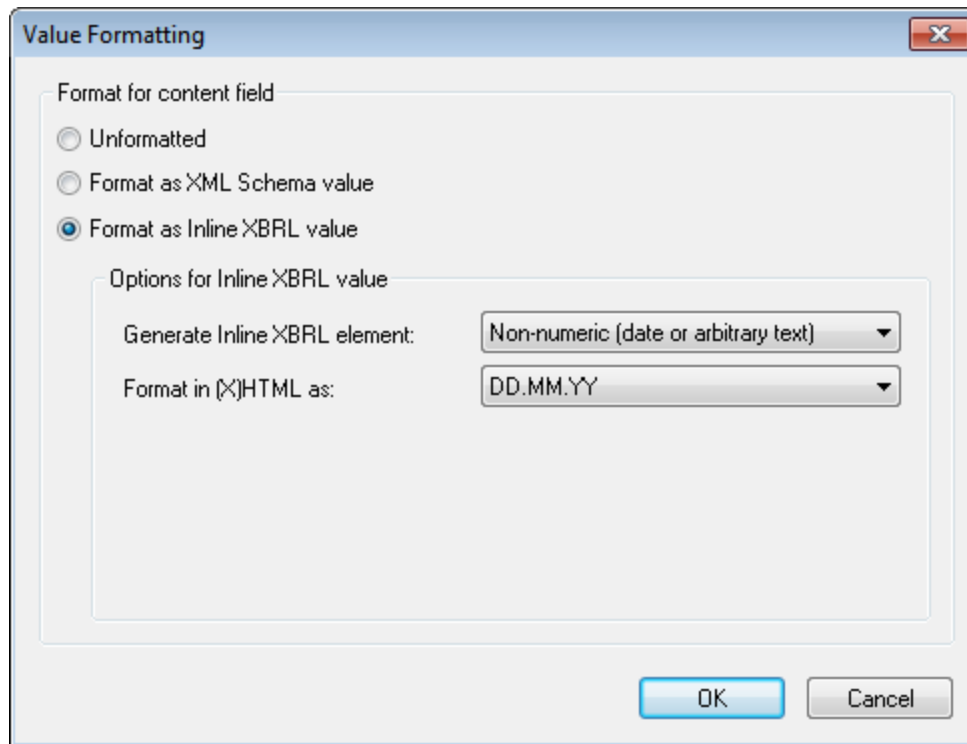 Value Formatting
Format for content field
Unformatted
Format as XML Schema value
Format as Inline XBRL value
Options for Inline XBRL value
Generate Inline XBRL element: Non-numeric (date or arbitrary text)
Format in (X)HTML as: DD.MM.YY
OK Cancel